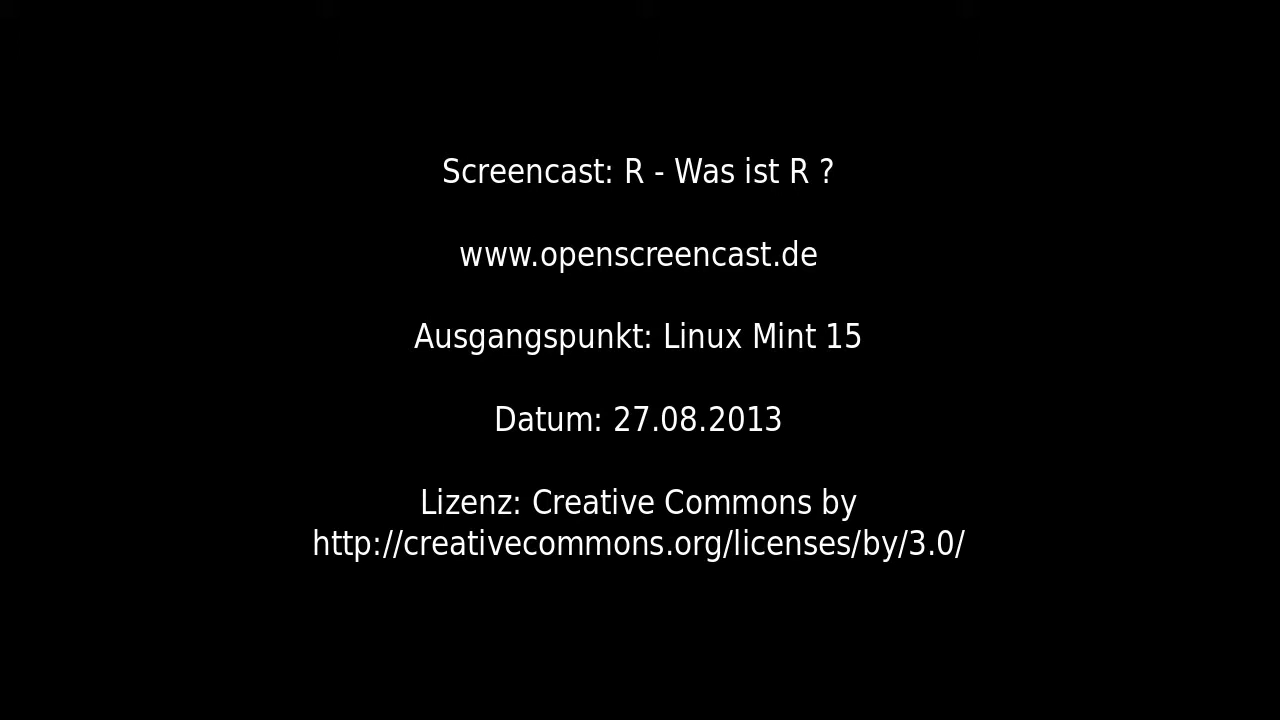 Screencast: R - Was ist R ?
www.openscreencast.de
Ausgangspunkt: Linux Mint 15
Datum: 27.08.2013
Lizenz: Creative Commons by
http://creativecommons.org/licenses/by/3.0/